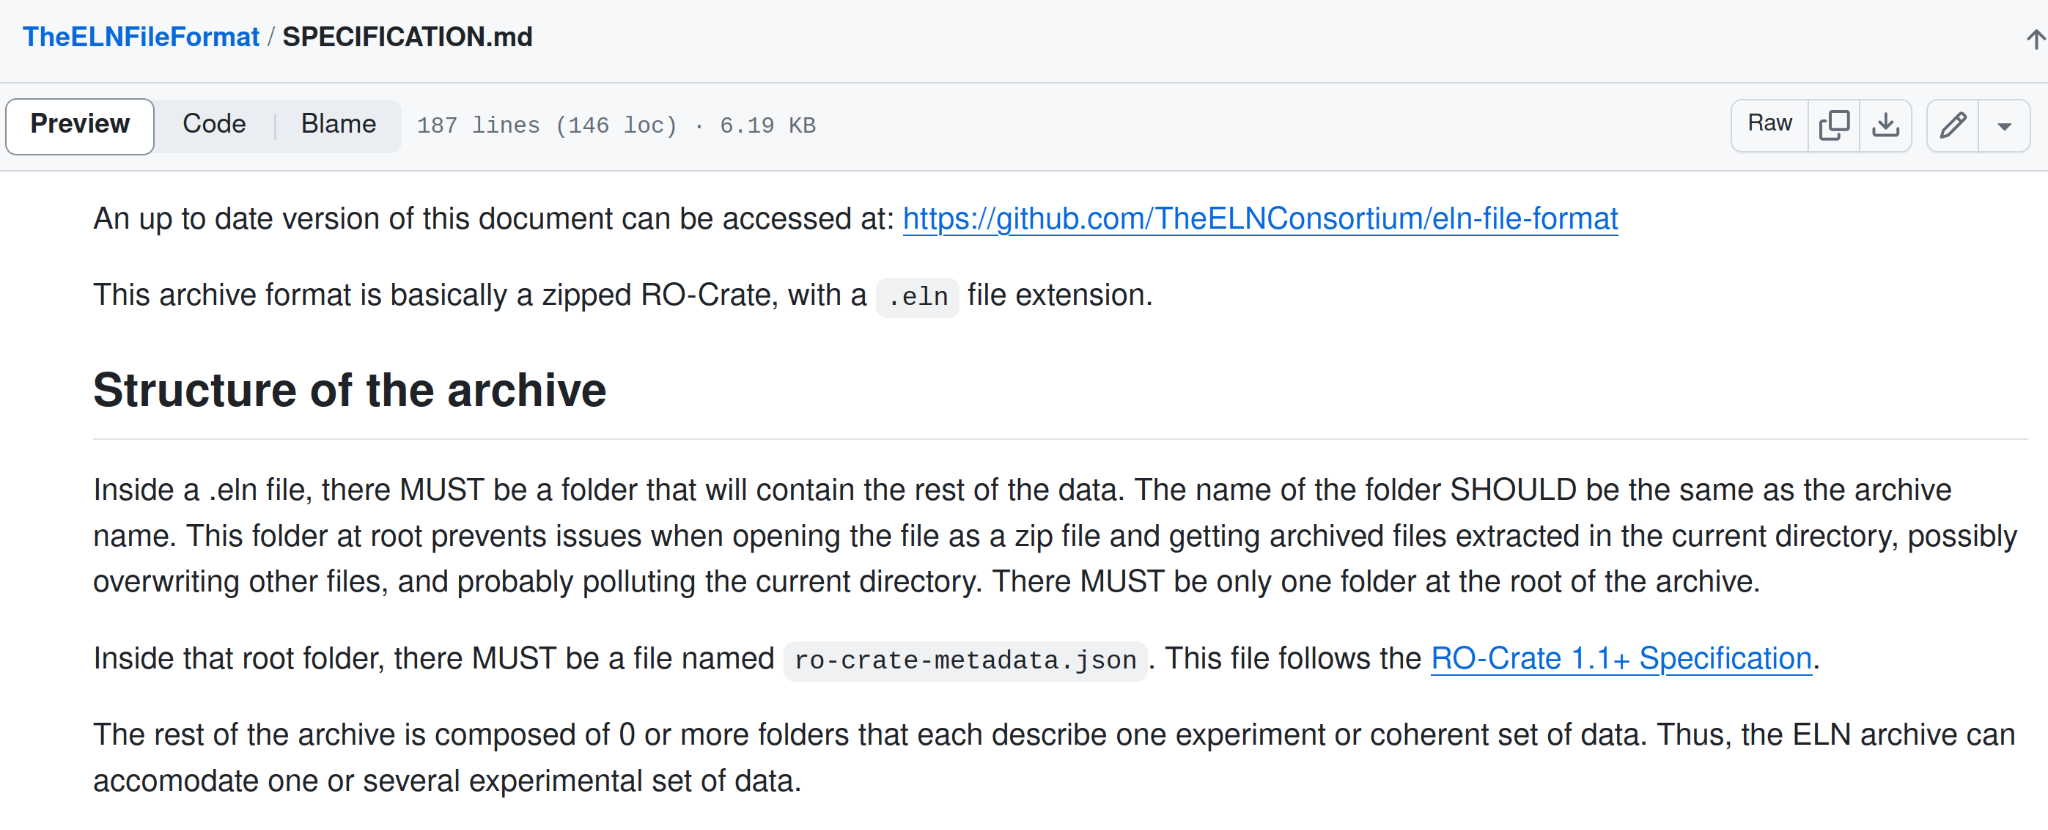 TheELNFileFormat / SPECIFICATION.md
Preview Code Blame 187 lines (146 loc) · 6.19 KB Raw
An up to date version of this document can be accessed at: https://github.com/TheELNConsortium/eln-file-format
This archive format is basically a zipped RO-Crate, with a .eln file extension.
Structure of the archive
Inside a .eln file, there MUST be a folder that will contain the rest of the data. The name of the folder SHOULD be the same as the archive
name. This folder at root prevents issues when opening the file as a zip file and getting archived files extracted in the current directory, possibly
overwriting other files, and probably polluting the current directory. There MUST be only one folder at the root of the archive.
Inside that root folder, there MUST be a file named ro-crate-metadata.json. This file follows the RO-Crate 1.1+ Specification.
The rest of the archive is composed of 0 or more folders that each describe one experiment or coherent set of data. Thus, the ELN archive can
accomodate one or several experimental set of data.